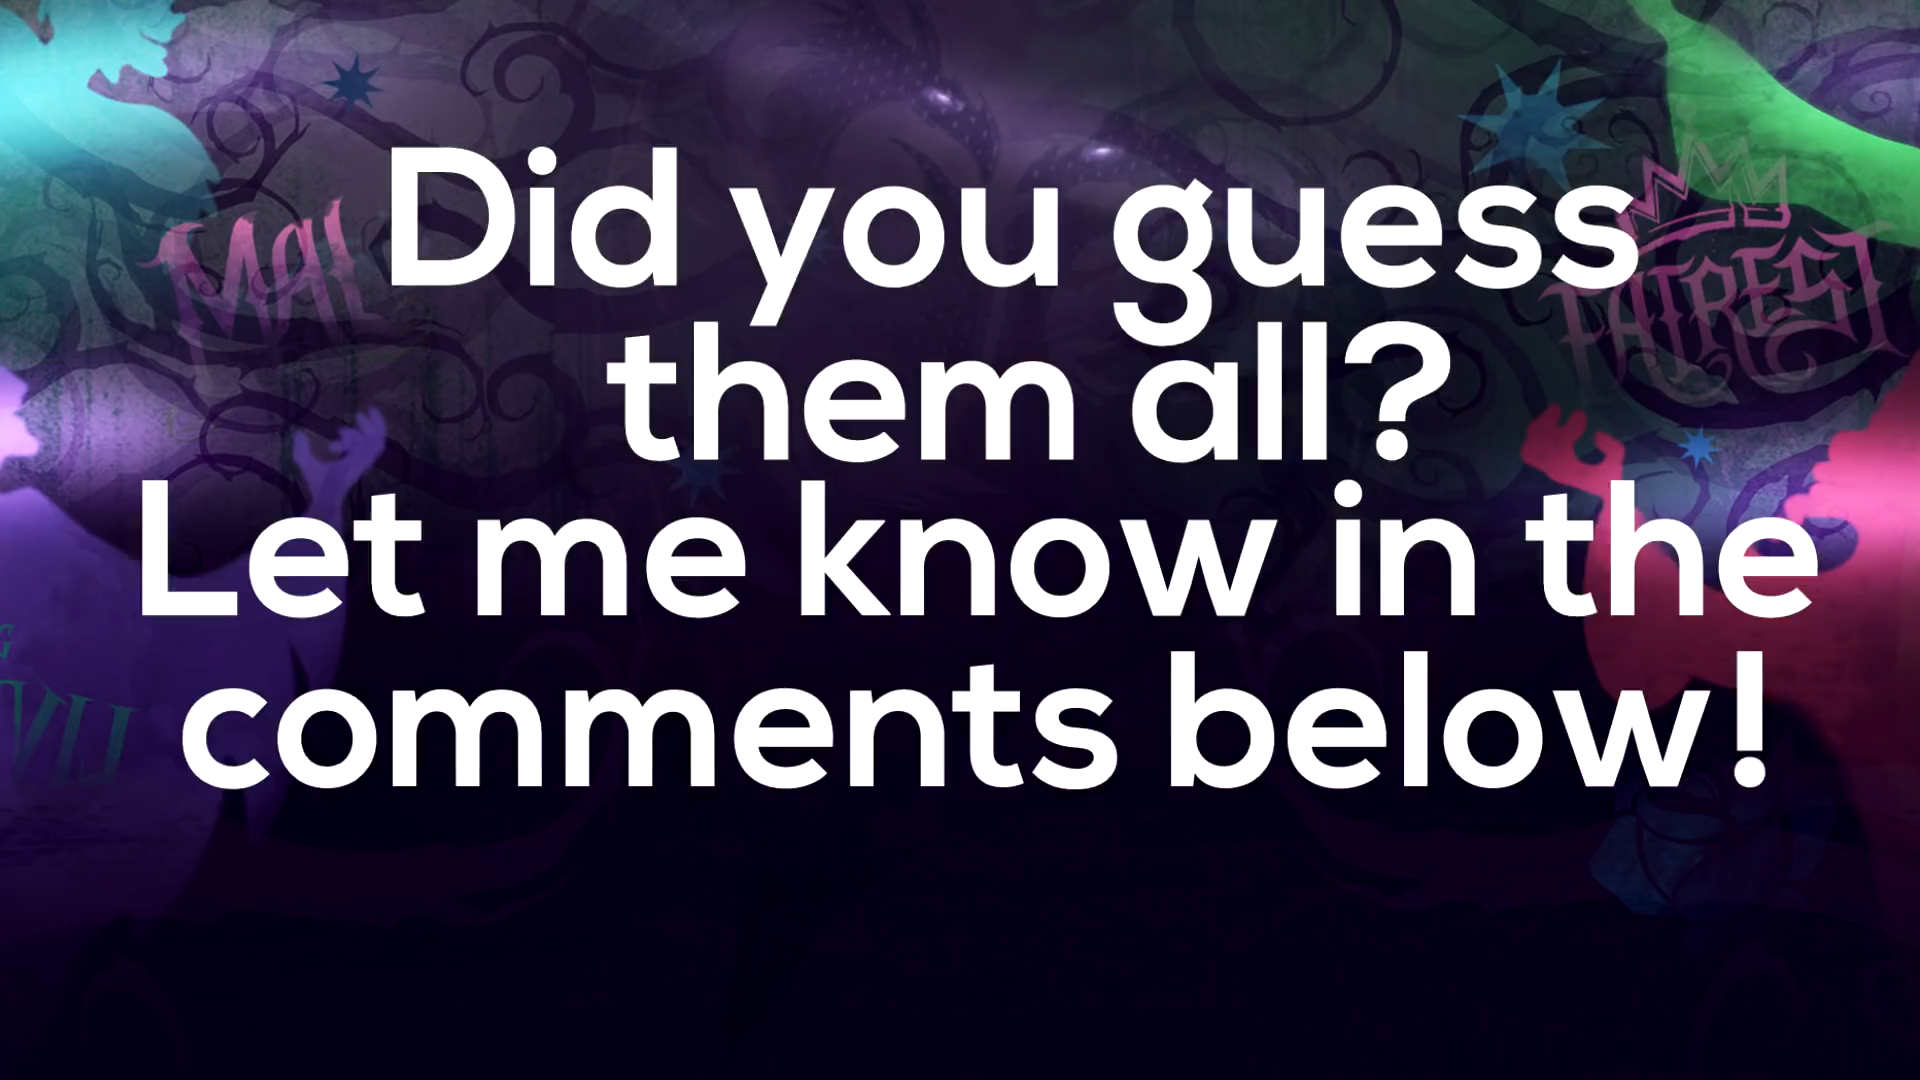 Did you guess
them all?
Let me know in the
comments below!
Mal
FAIREST